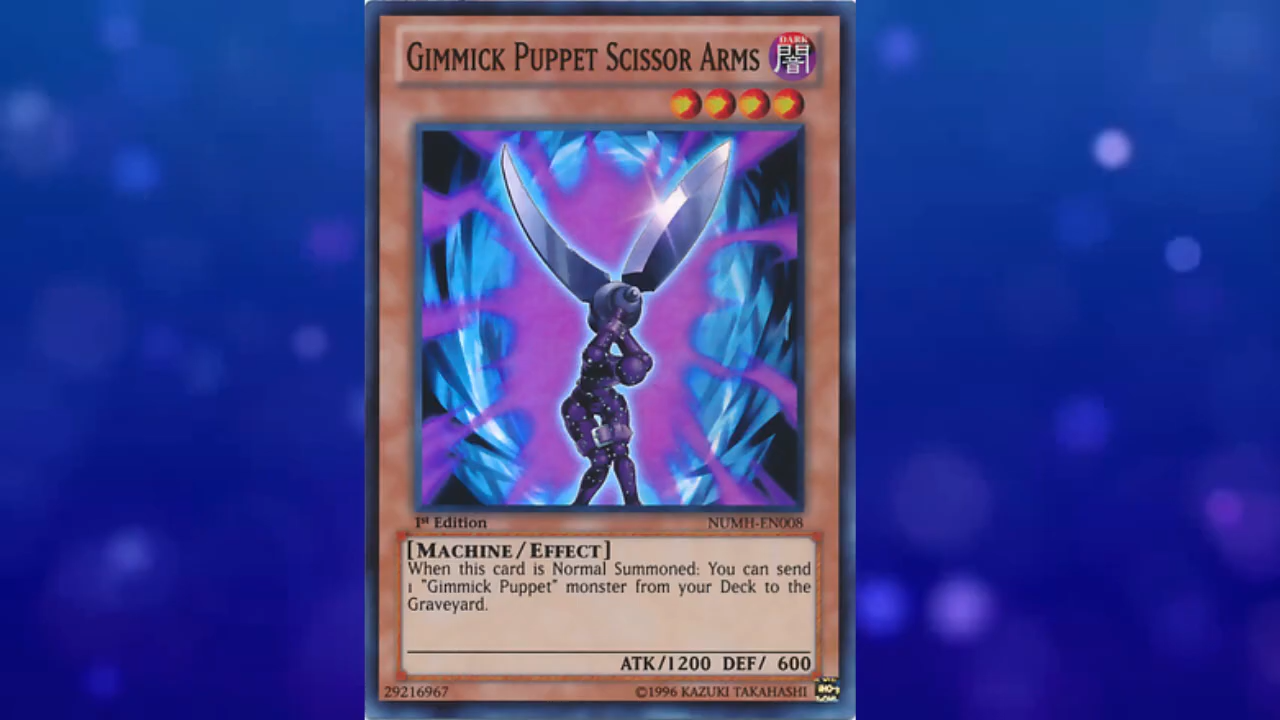 GIMMICK PUPPET SCISSOR ARMS
DARK
闇
1st Edition
NUMH-EN008
[MACHINE/EFFECT]
When this card is Normal Summoned: You can send
1 "Gimmick Puppet" monster from your Deck to the
Graveyard.
ATK/1200 DEF/ 600
29216967
©1996 KAZUKI TAKAHASHI